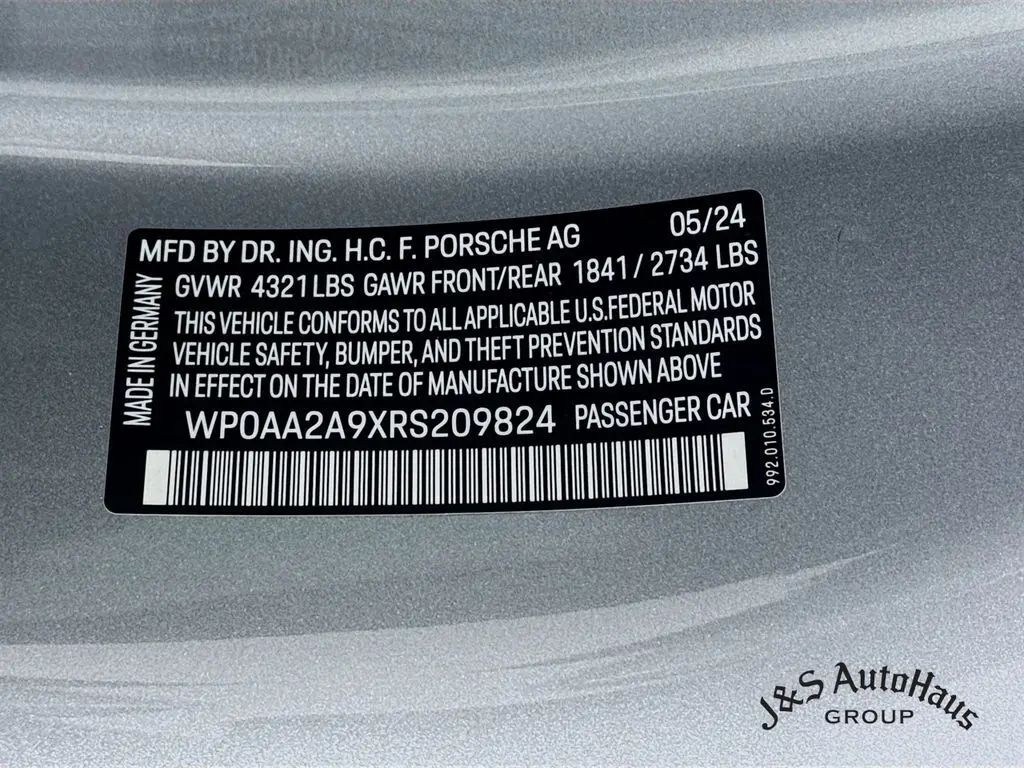 MFD BY DR. ING. H.C. F. PORSCHE AG 05/24
GVWR 4321 LBS GAWR FRONT/REAR 1841 / 2734 LBS
THIS VEHICLE CONFORMS TO ALL APPLICABLE U.S.FEDERAL MOTOR
VEHICLE SAFETY, BUMPER, AND THEFT PREVENTION STANDARDS
IN EFFECT ON THE DATE OF MANUFACTURE SHOWN ABOVE
WP0AA2A9XRS209824 PASSENGER CAR
MADE IN GERMANY
992.010.534.0
J&S AutoHaus
GROUP